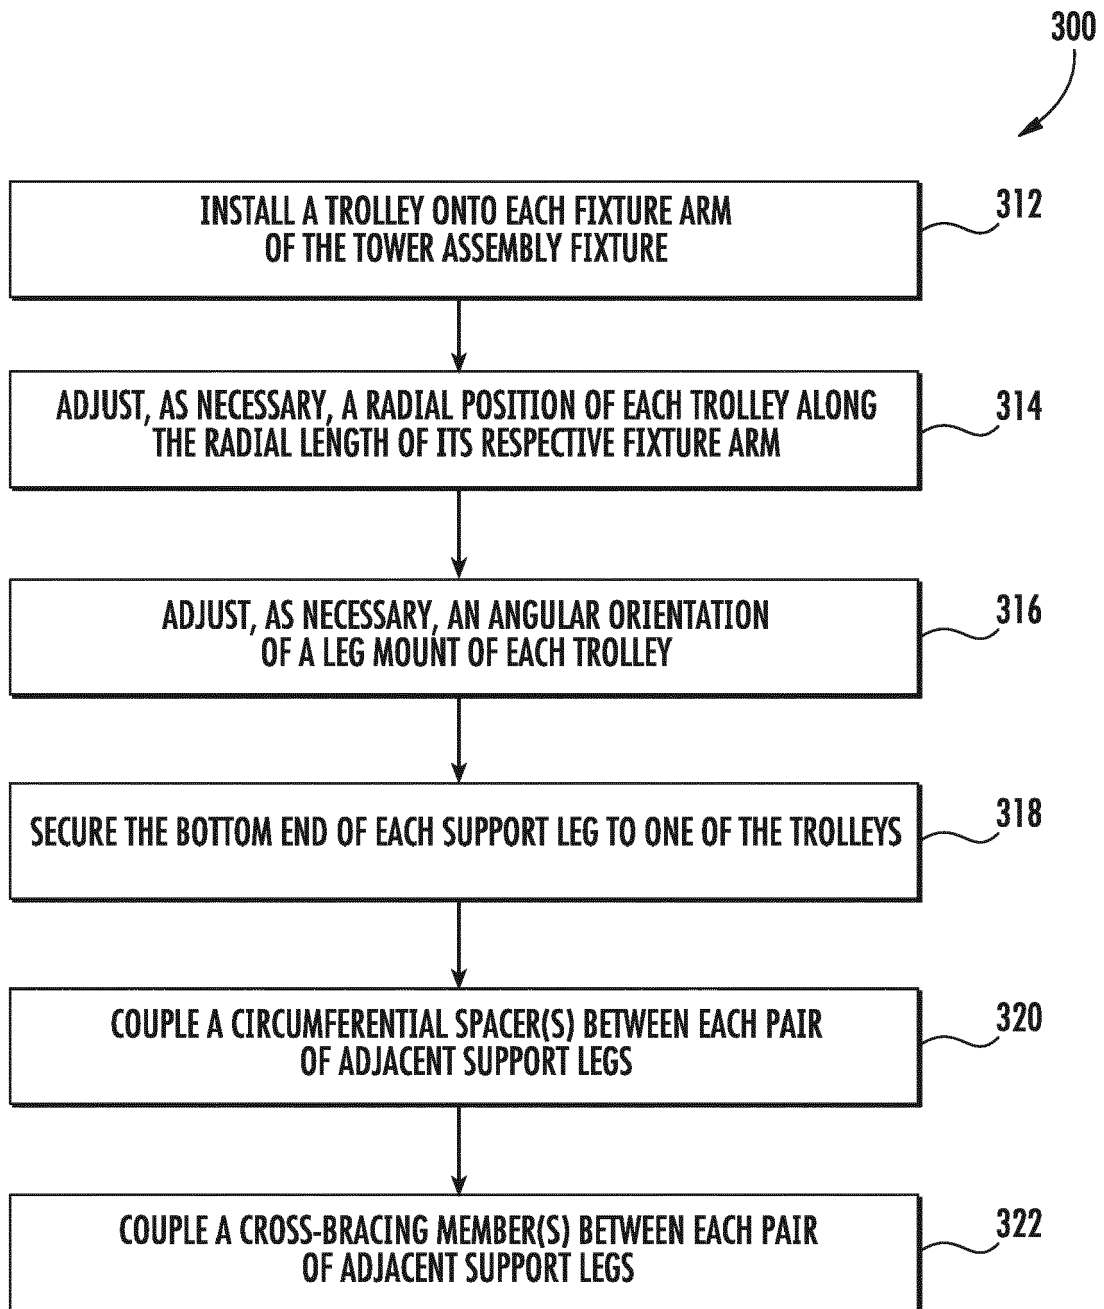 300
INSTALL A TROLLEY ONTO EACH FIXTURE ARM
OF THE TOWER ASSEMBLY FIXTURE
312
ADJUST, AS NECESSARY, A RADIAL POSITION OF EACH TROLLEY ALONG
THE RADIAL LENGTH OF ITS RESPECTIVE FIXTURE ARM
314
ADJUST, AS NECESSARY, AN ANGULAR ORIENTATION
OF A LEG MOUNT OF EACH TROLLEY
316
SECURE THE BOTTOM END OF EACH SUPPORT LEG TO ONE OF THE TROLLEYS
318
COUPLE A CIRCUMFERENTIAL SPACER(S) BETWEEN EACH PAIR
OF ADJACENT SUPPORT LEGS
320
COUPLE A CROSS-BRACING MEMBER(S) BETWEEN EACH PAIR
OF ADJACENT SUPPORT LEGS
322